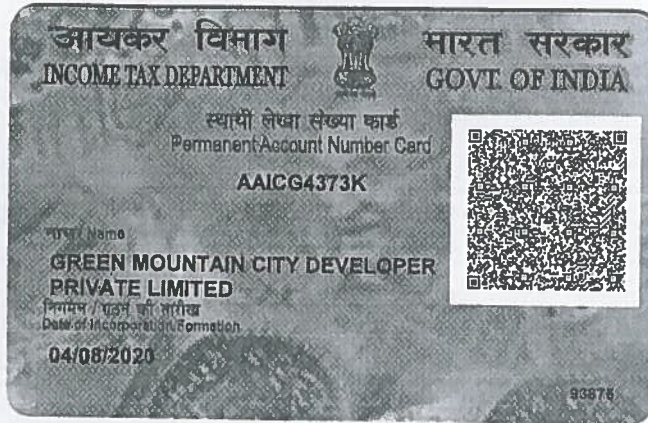 आयकर विभाग
INCOME TAX DEPARTMENT
भारत सरकार
GOVT. OF INDIA
स्थायी लेखा संख्या कार्ड
Permanent Account Number Card
AAICG4373K
नाम / Name
GREEN MOUNTAIN CITY DEVELOPER
PRIVATE LIMITED
निगमन / गठन की तारीख
Date of Incorporation/Formation
04/08/2020
93875